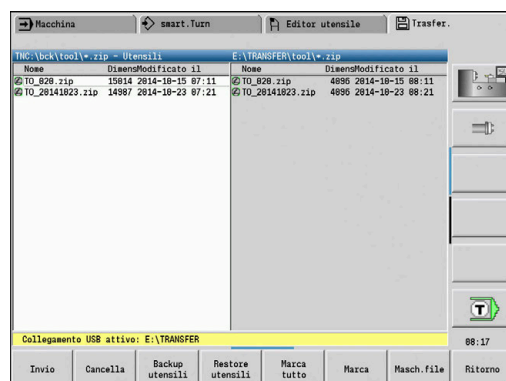 Macchina
smart.Turn
Editor utensile
Trasfer.
TNC:\bck\tool\*.zip - Utensili
E:\TRANSFER\tool\*.zip
Nome DimensModificato il
Nome DimensModificato il
TO_020.zip 15014 2014-10-15 07:11
TO_020.zip 4096 2014-10-15 08:11
TO_20141023.zip 14987 2014-10-23 07:21
TO_20141023.zip 4096 2014-10-23 08:21
T
Collegamento USB attivo: E:\TRANSFER
08:17
Invio
Cancella
Backup utensili
Restore utensili
Marca tutto
Marca
Masch.file
Ritorno